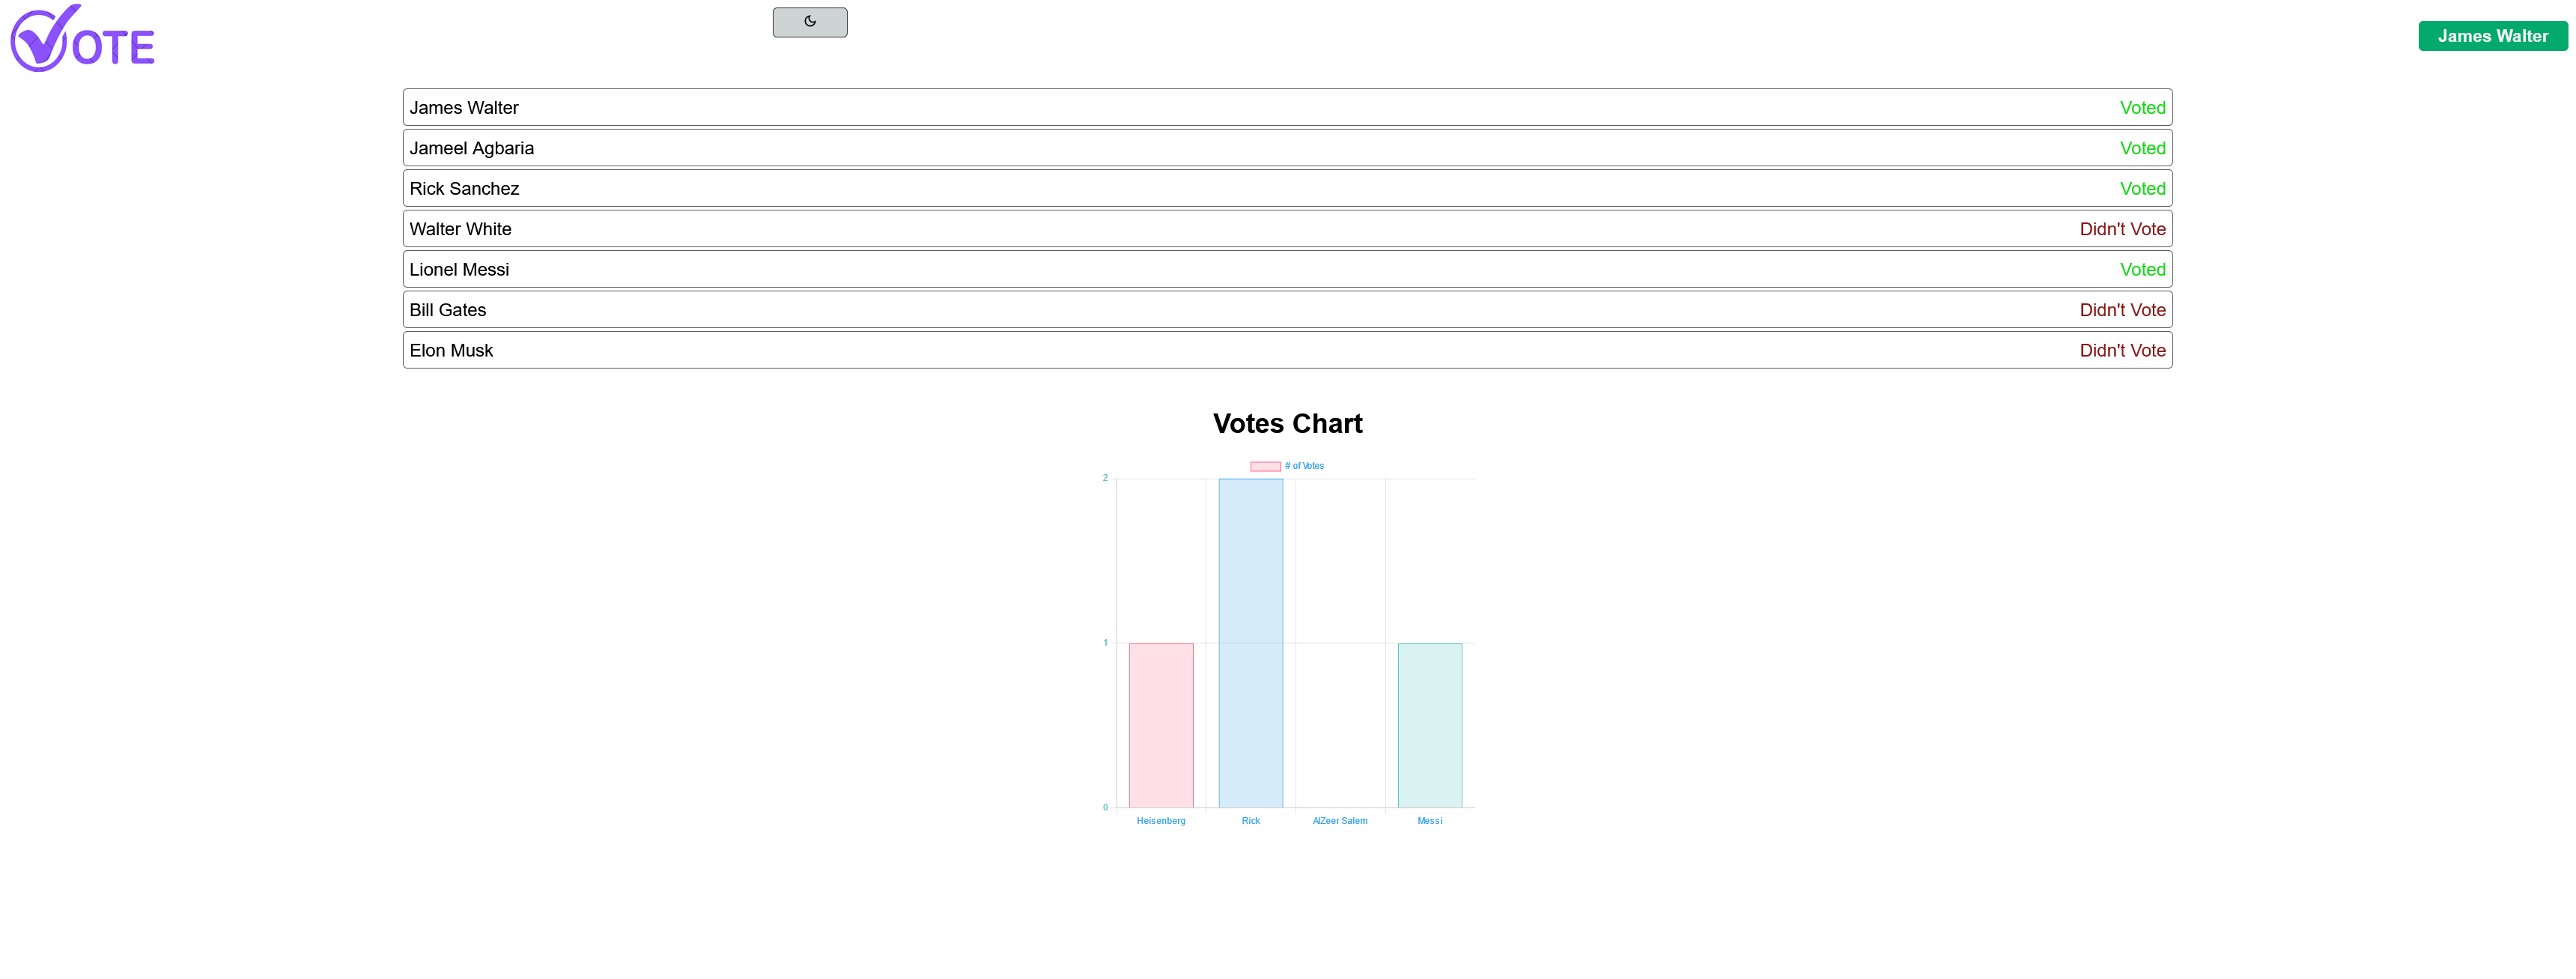 VOTE
James Walter
James Walter Voted
Jameel Agbaria Voted
Rick Sanchez Voted
Walter White Didn't Vote
Lionel Messi Voted
Bill Gates Didn't Vote
Elon Musk Didn't Vote
Votes Chart
# of Votes
2
1
0
Heisenberg Rick AlZeer Salem Messi